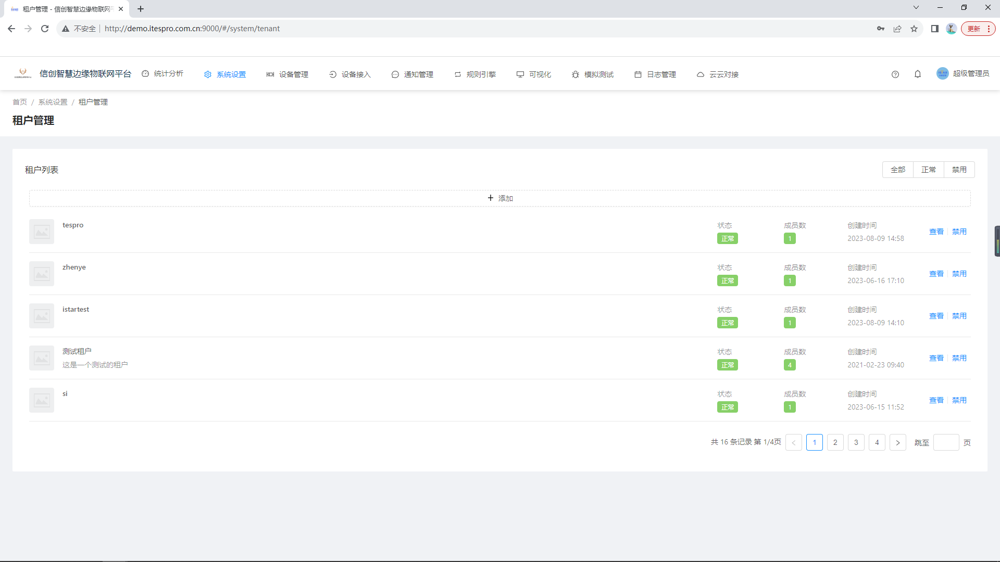 租户管理 - 信创智慧边缘物联网平
不安全 http://demo.itespro.com.cn:9000/#/system/tenant 更新
信创智慧边缘物联网平台 统计分析 系统设置 设备管理 设备接入 通知管理 规则引擎 可视化 模拟测试 日志管理 云云对接 超级管理员
首页 / 系统设置 / 租户管理
租户管理
租户列表 全部 正常 禁用
添加
tespro 状态 成员数 创建时间
正常 1 2023-08-09 14:58 查看 禁用
zhenye 状态 成员数 创建时间
正常 1 2023-06-16 17:10 查看 禁用
istartest 状态 成员数 创建时间
正常 1 2023-08-09 14:10 查看 禁用
测试租户 状态 成员数 创建时间
这是一个测试的租户 正常 4 2021-02-23 09:40 查看 禁用
si 状态 成员数 创建时间
正常 1 2023-06-15 11:52 查看 禁用
共 16 条记录 第 1/4页 < 1 2 3 4 > 跳至 页